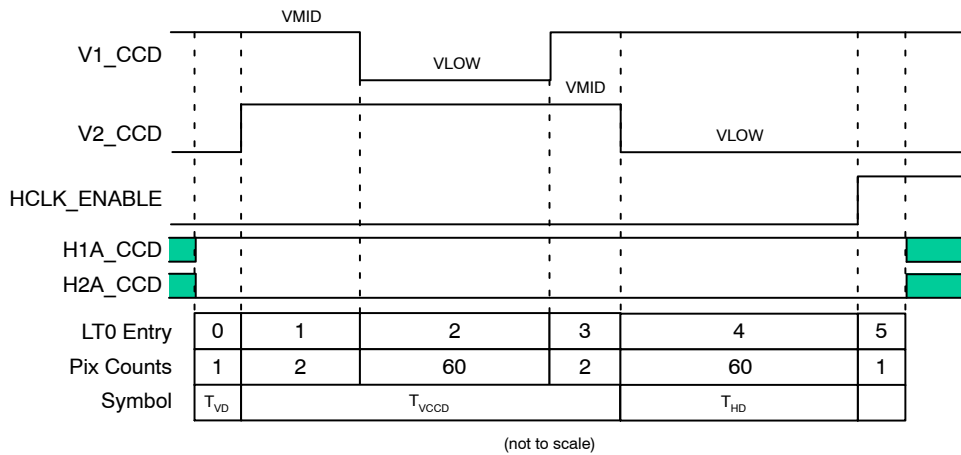 VMID
V1_CCD
VLOW
VMID
V2_CCD
VLOW
HCLK_ENABLE
H1A_CCD
H2A_CCD
LT0 Entry 0 1 2 3 4 5
Pix Counts 1 2 60 2 60 1
Symbol TVD TVCCD THD
(not to scale)